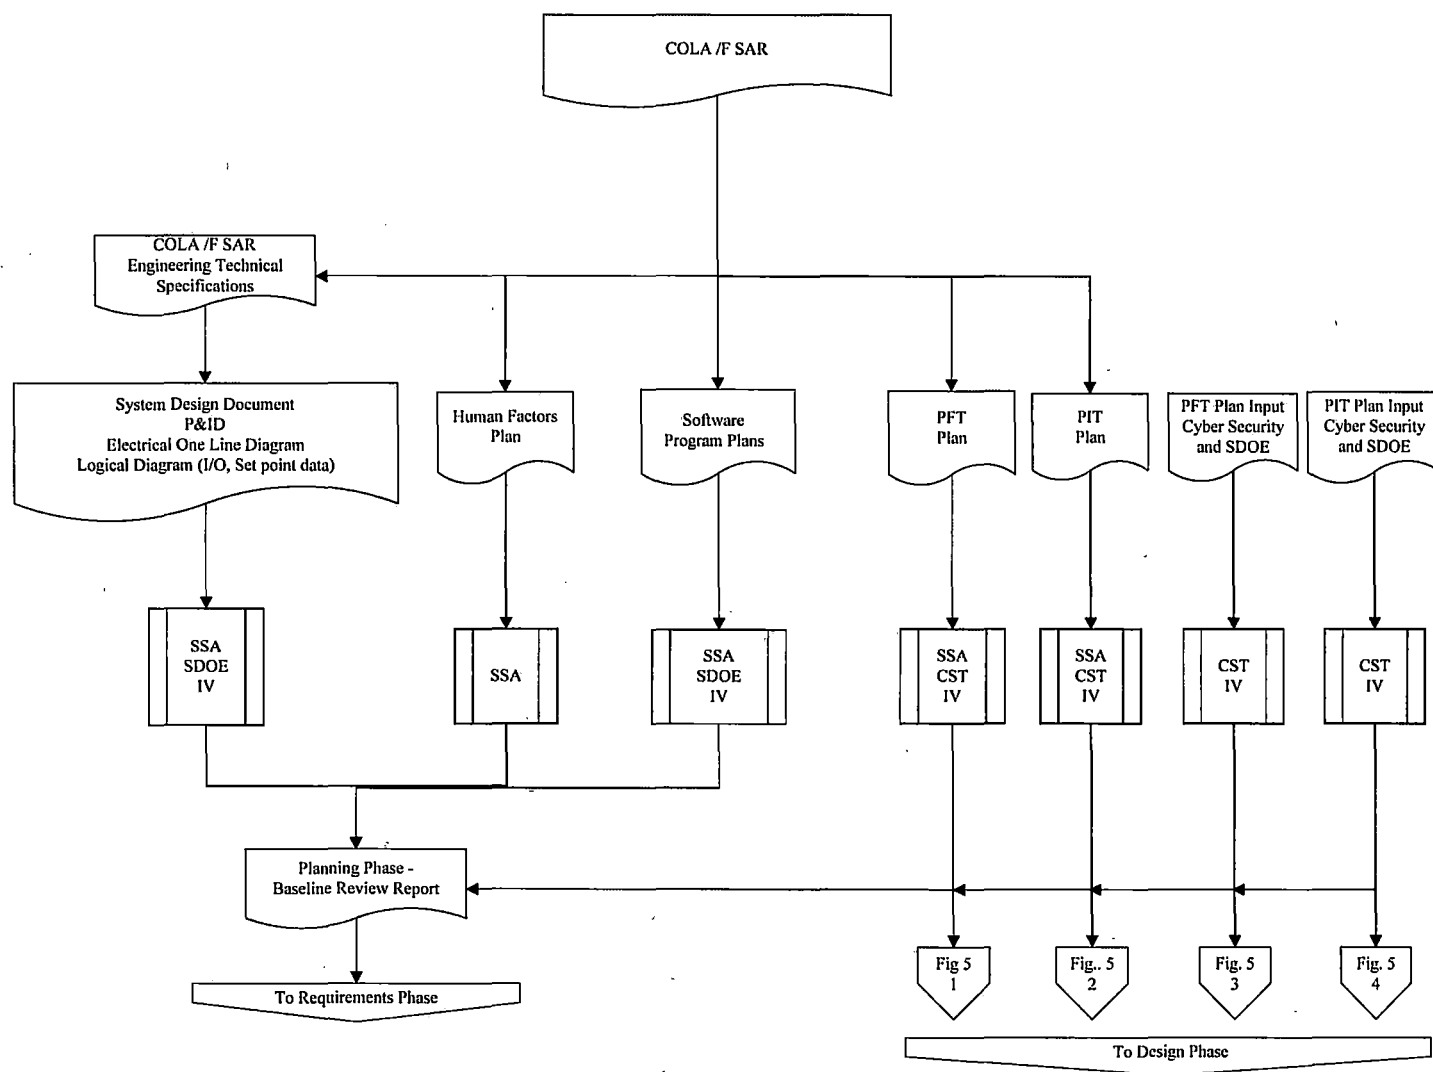 COLA /F SAR
COLA /F SAR
Engineering Technical
Specifications
System Design Document
P&ID
Electrical One Line Diagram
Logical Diagram (I/O, Set point data)
Human Factors
Plan
Software
Program Plans
PFT
Plan
PIT
Plan
PFT Plan Input
Cyber Security
and SDOE
PIT Plan Input
Cyber Security
and SDOE
SSA
SDOE
IV
SSA
SSA
SDOE
IV
SSA
CST
IV
SSA
CST
IV
CST
IV
CST
IV
Planning Phase -
Baseline Review Report
Fig 5
1
Fig.. 5
2
Fig. 5
3
Fig. 5
4
To Requirements Phase
To Design Phase